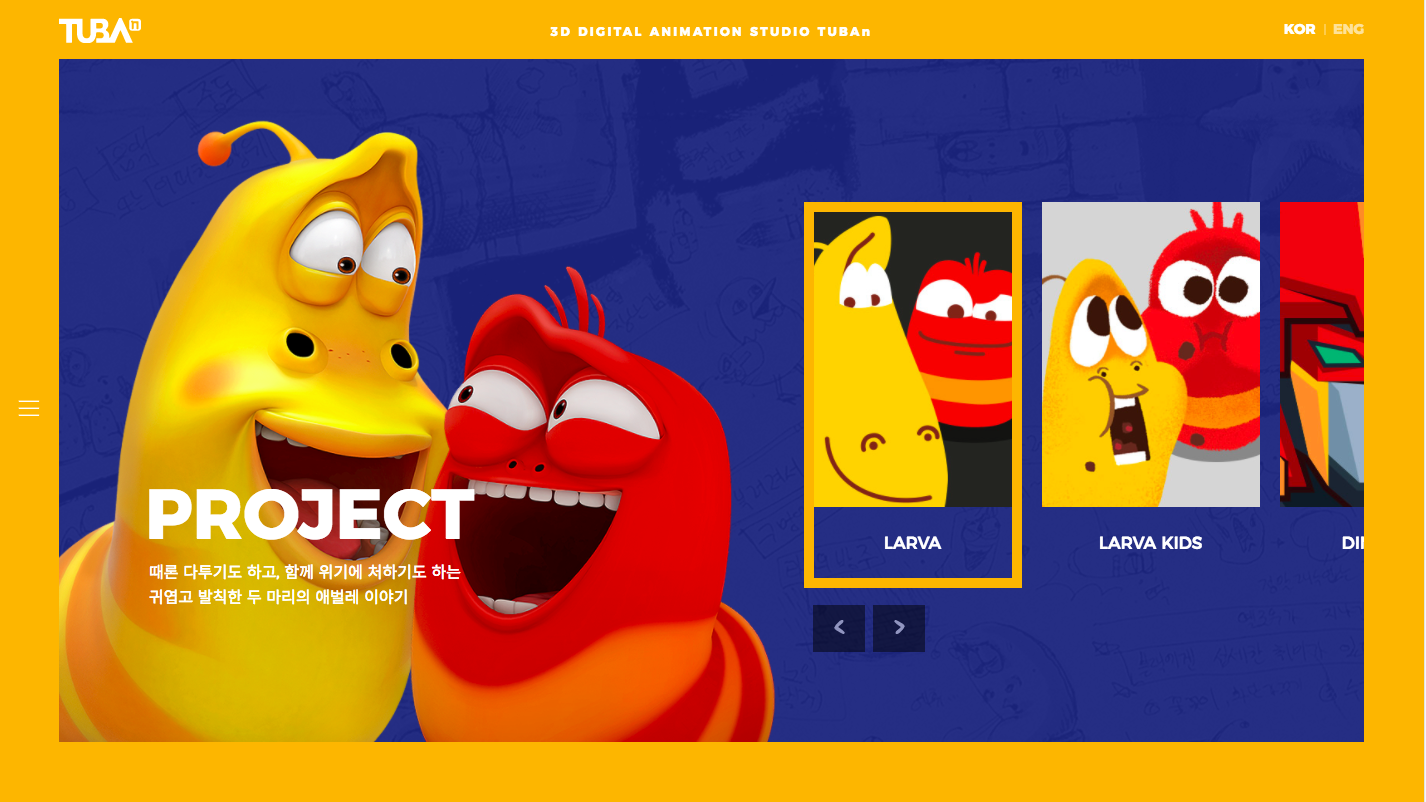 TUBAn
3D DIGITAL ANIMATION STUDIO TUBAn
KOR | ENG
PROJECT
때론 다투기도 하고, 함께 위기에 처하기도 하는
귀엽고 발칙한 두 마리의 애벌레 이야기
LARVA
LARVA KIDS